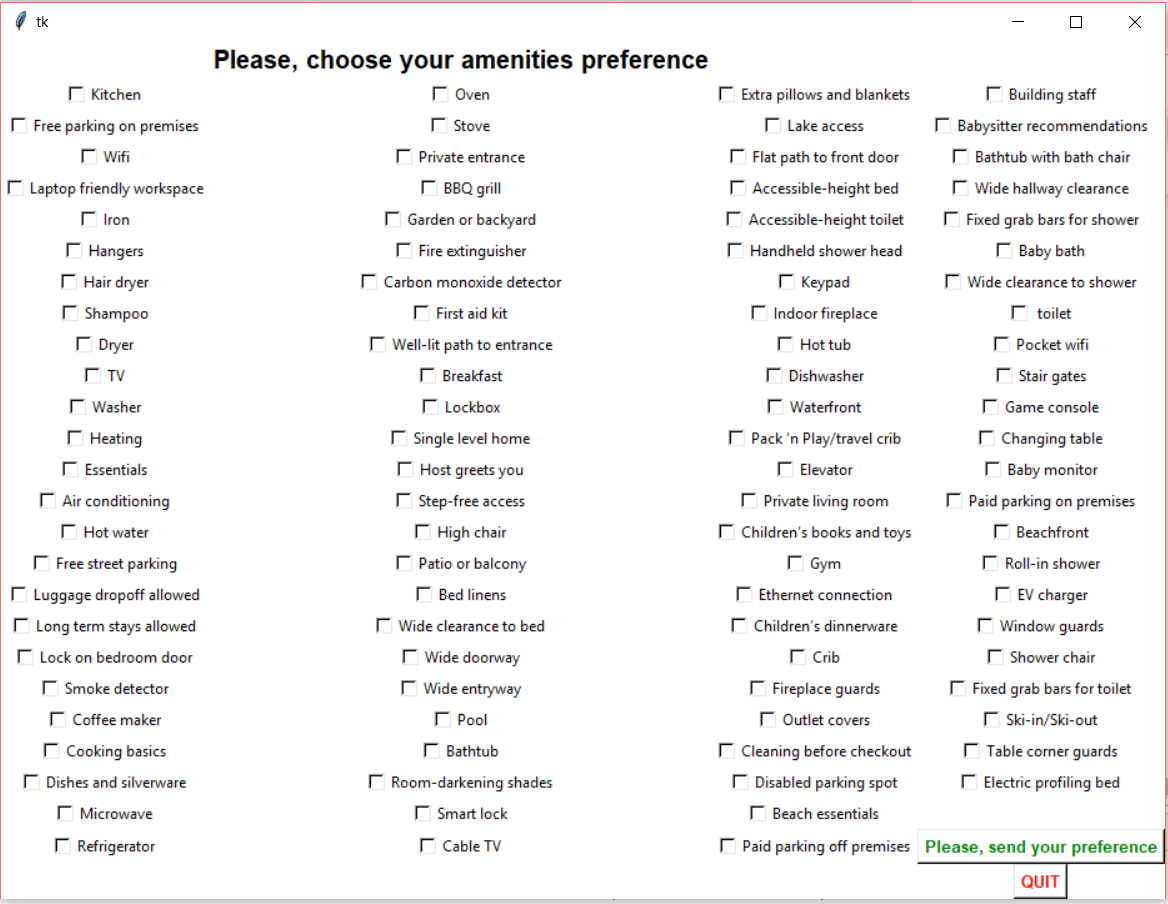 tk
Please, choose your amenities preference
Kitchen
Free parking on premises
Wifi
Laptop friendly workspace
Iron
Hangers
Hair dryer
Shampoo
Dryer
TV
Washer
Heating
Essentials
Air conditioning
Hot water
Free street parking
Luggage dropoff allowed
Long term stays allowed
Lock on bedroom door
Smoke detector
Coffee maker
Cooking basics
Dishes and silverware
Microwave
Refrigerator
Oven
Stove
Private entrance
BBQ grill
Garden or backyard
Fire extinguisher
Carbon monoxide detector
First aid kit
Well-lit path to entrance
Breakfast
Lockbox
Single level home
Host greets you
Step-free access
High chair
Patio or balcony
Bed linens
Wide clearance to bed
Wide doorway
Wide entryway
Pool
Bathtub
Room-darkening shades
Smart lock
Cable TV
Extra pillows and blankets
Lake access
Flat path to front door
Accessible-height bed
Accessible-height toilet
Handheld shower head
Keypad
Indoor fireplace
Hot tub
Dishwasher
Waterfront
Pack ’n Play/travel crib
Elevator
Private living room
Children’s books and toys
Gym
Ethernet connection
Children’s dinnerware
Crib
Fireplace guards
Outlet covers
Cleaning before checkout
Disabled parking spot
Beach essentials
Paid parking off premises
Building staff
Babysitter recommendations
Bathtub with bath chair
Wide hallway clearance
Fixed grab bars for shower
Baby bath
Wide clearance to shower
toilet
Pocket wifi
Stair gates
Game console
Changing table
Baby monitor
Paid parking on premises
Beachfront
Roll-in shower
EV charger
Window guards
Shower chair
Fixed grab bars for toilet
Ski-in/Ski-out
Table corner guards
Electric profiling bed
Please, send your preference
QUIT